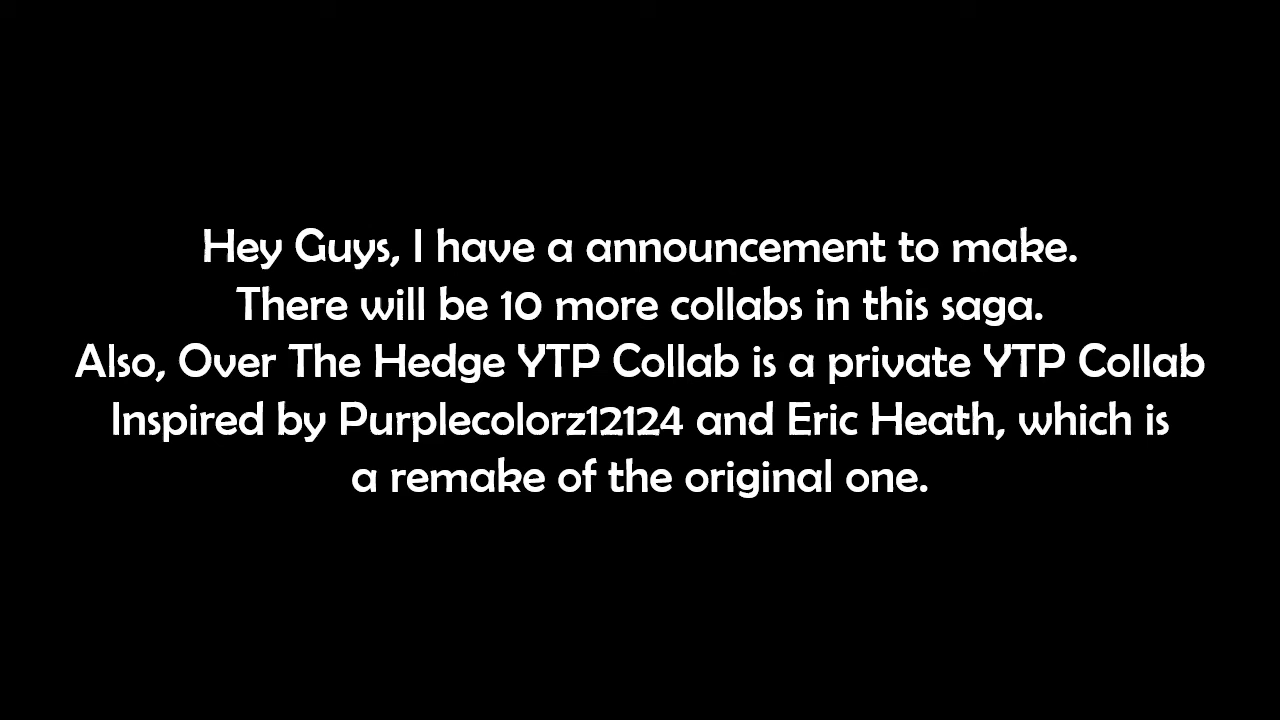 Hey Guys, I have a announcement to make.
There will be 10 more collabs in this saga.
Also, Over The Hedge YTP Collab is a private YTP Collab
Inspired by Purplecolorz12124 and Eric Heath, which is
a remake of the original one.